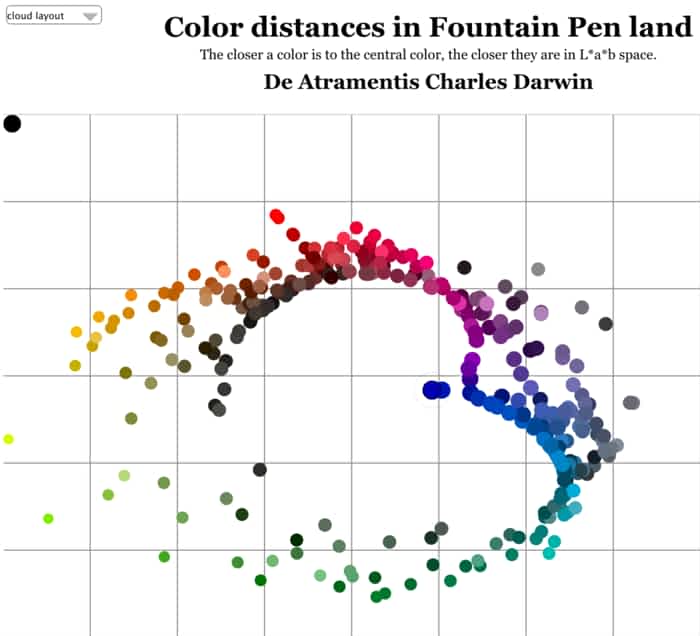 cloud layout
Color distances in Fountain Pen land
The closer a color is to the central color, the closer they are in L*a*b space.
De Atramentis Charles Darwin